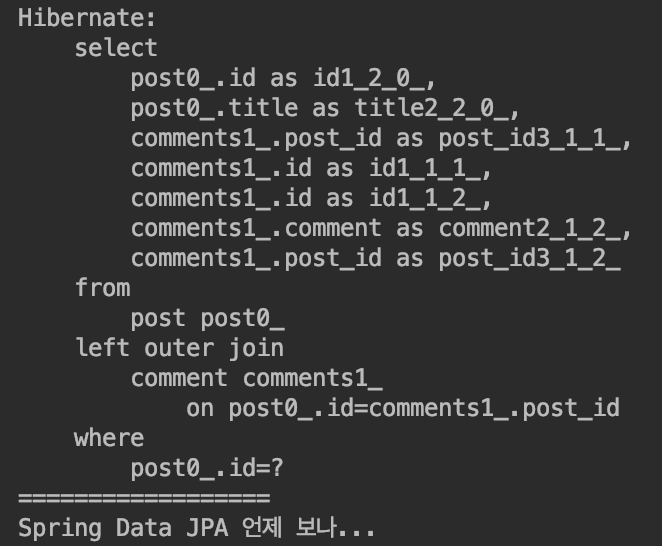 Hibernate:
    select
        post0_.id as id1_2_0_,
        post0_.title as title2_2_0_,
        comments1_.post_id as post_id3_1_1_,
        comments1_.id as id1_1_1_,
        comments1_.id as id1_1_2_,
        comments1_.comment as comment2_1_2_,
        comments1_.post_id as post_id3_1_2_
    from
        post post0_
    left outer join
        comment comments1_
            on post0_.id=comments1_.post_id
    where
        post0_.id=?
==================
Spring Data JPA 언제 보나...